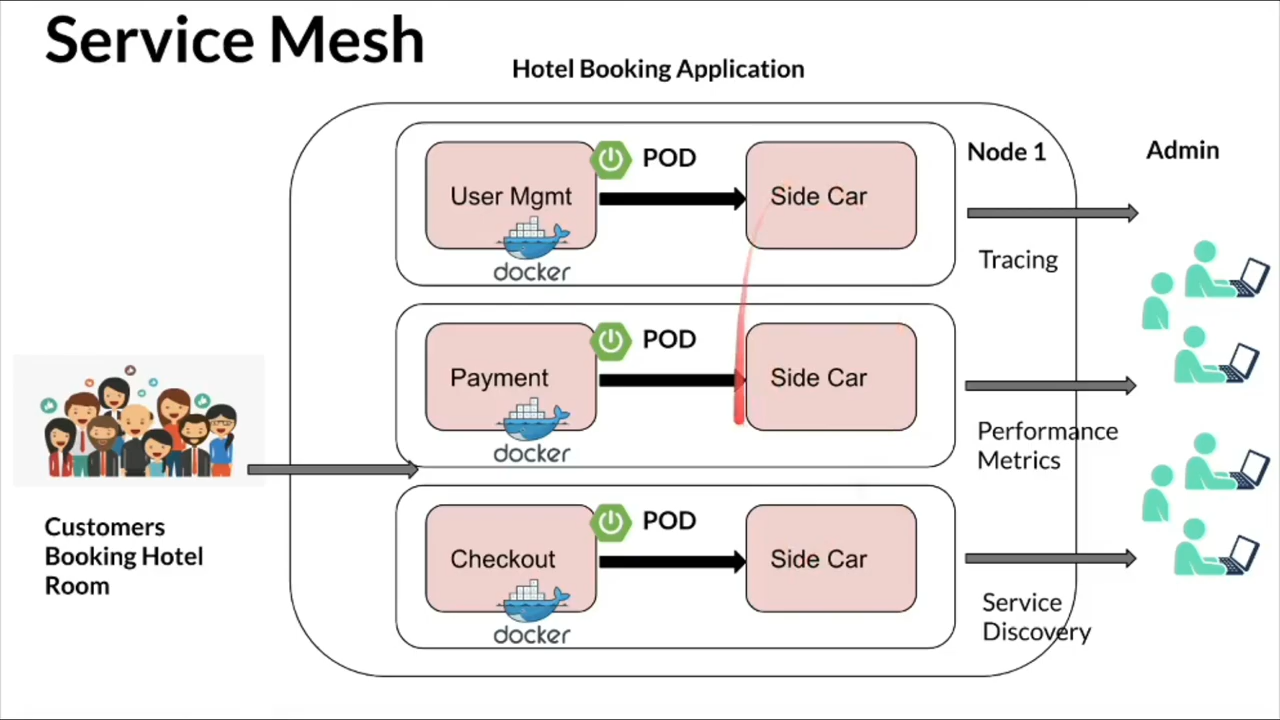 Service Mesh
Hotel Booking Application
User Mgmt
POD
Side Car
docker
Node 1
Admin
Tracing
Payment
POD
Side Car
docker
Performance
Metrics
Customers
Booking Hotel
Room
Checkout
POD
Side Car
docker
Service
Discovery